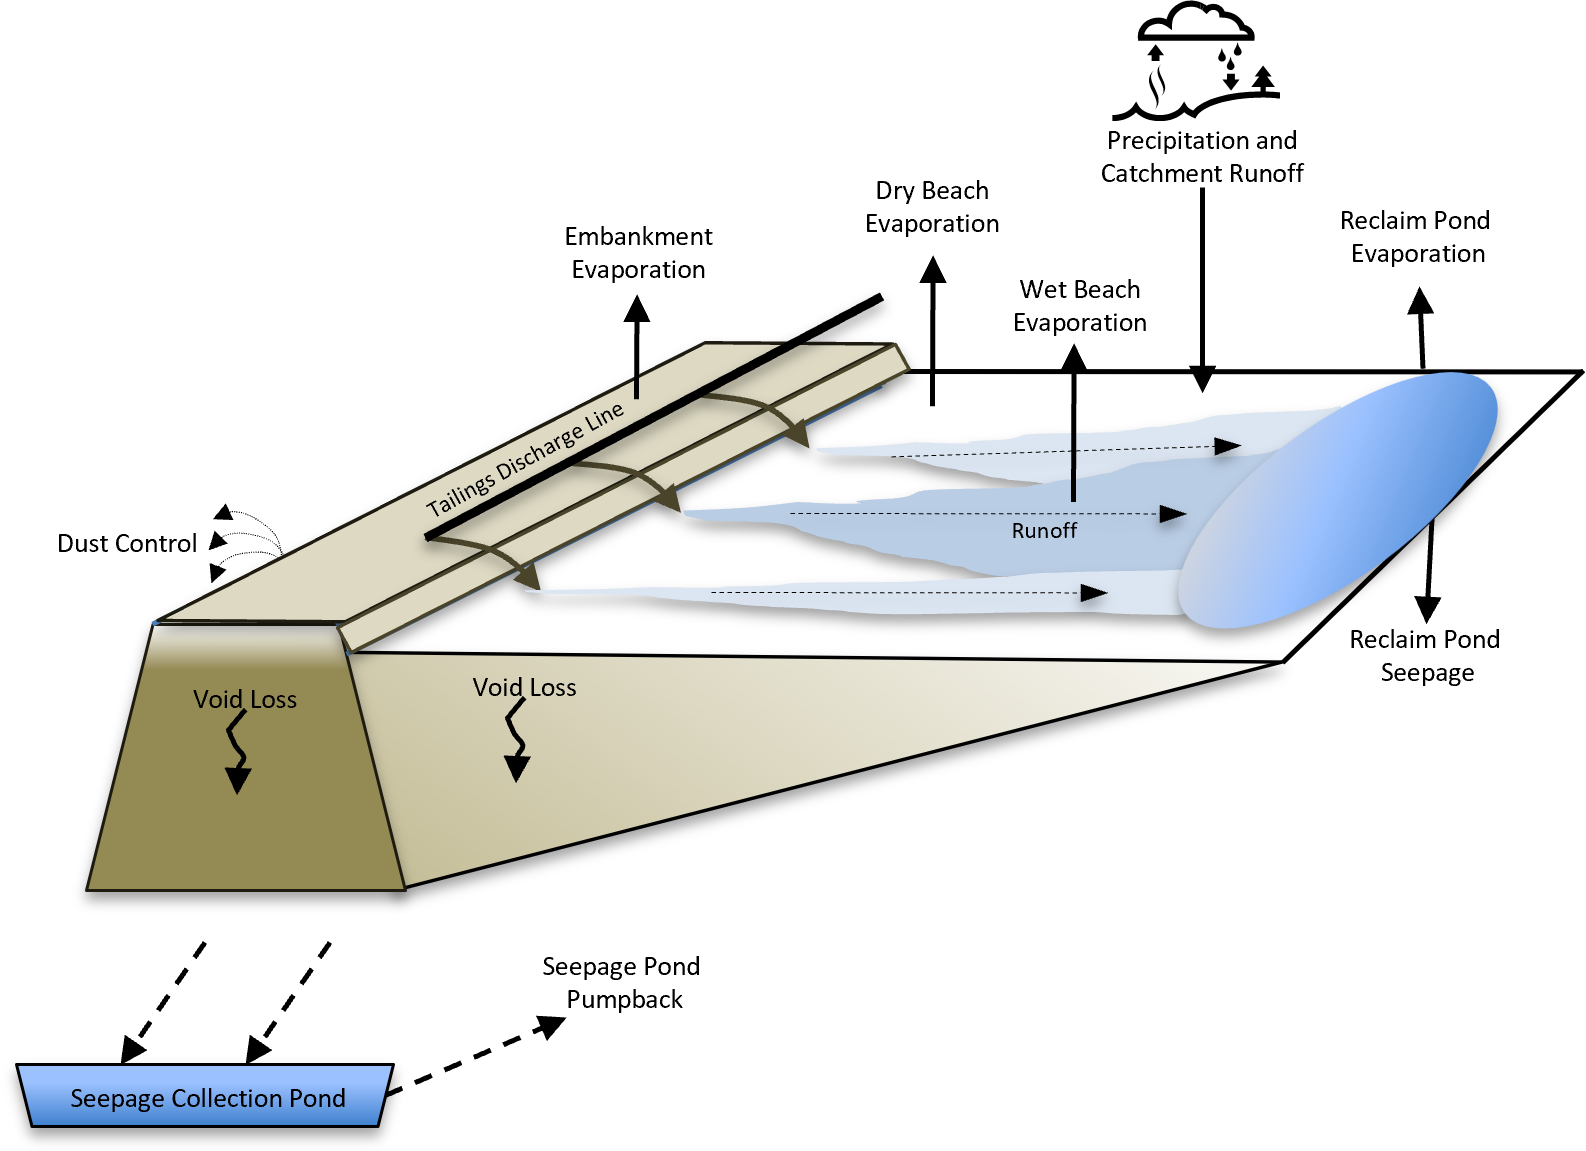 Precipitation and
Catchment Runoff
Dry Beach
Evaporation
Reclaim Pond
Evaporation
Embankment
Evaporation
Wet Beach
Evaporation
Tailings Discharge Line
Runoff
Dust Control
Reclaim Pond
Seepage
Void Loss
Void Loss
Seepage Pond
Pumpback
Seepage Collection Pond